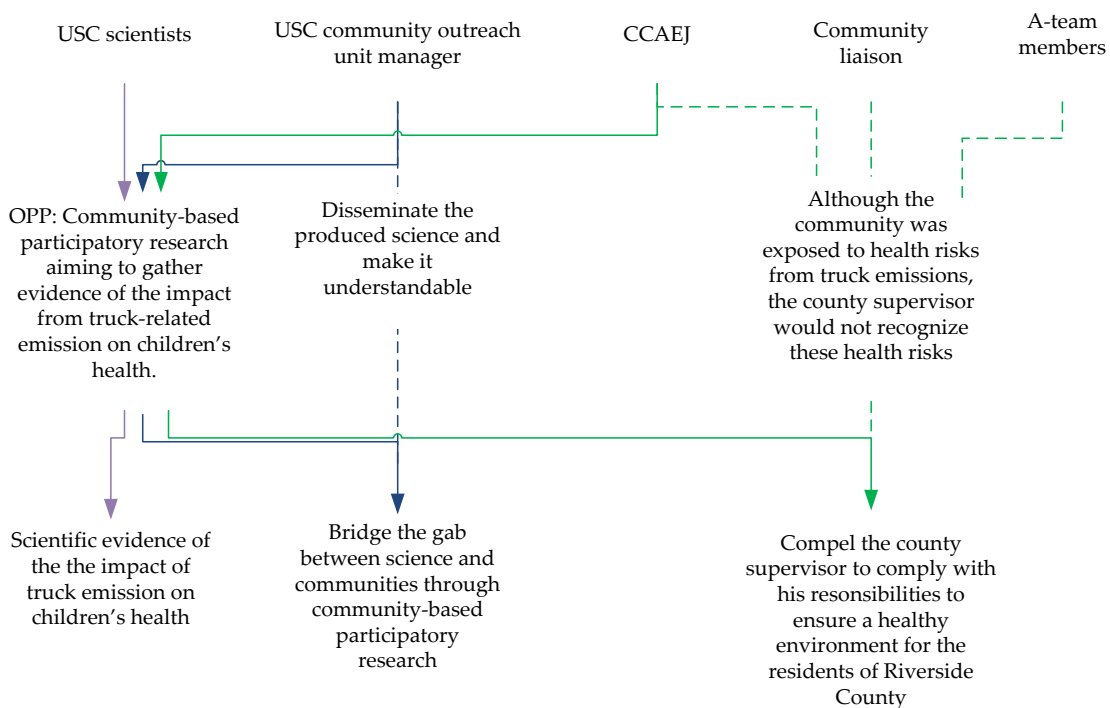 USC scientists
USC community outreach
unit manager
CCAEJ
Community
liaison
A-team
members
OPP: Community-based
participatory research
aiming to gather
evidence of the impact
from truck-related
emission on children’s
health.
Disseminate the
produced science and
make it
understandable
Although the
community was
exposed to health risks
from truck emissions,
the county supervisor
would not recognize
these health risks
Scientific evidence of
the the impact of
truck emission on
children’s health
Bridge the gab
between science and
communities through
community-based
participatory
research
Compel the county
supervisor to comply with
his resonsibilities to
ensure a healthy
environment for the
residents of Riverside
County